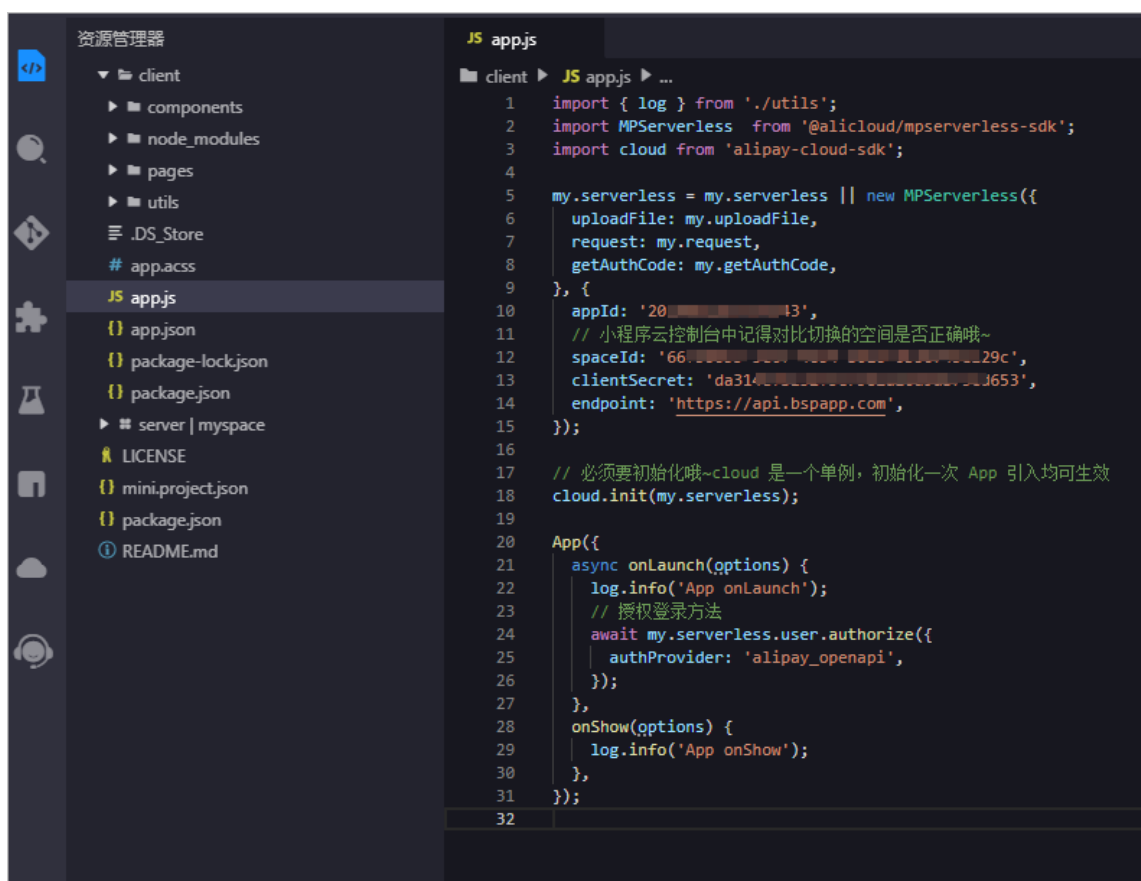 资源管理器
client
components
node_modules
pages
utils
.DS_Store
# app.acss
JS app.js
{} app.json
{} package-lock.json
{} package.json
server | myspace
LICENSE
{} mini.project.json
{} package.json
README.md
JS app.js
client JS app.js ...
1 import { log } from './utils';
2 import MPServerless  from '@alicloud/mpserverless-sdk';
3 import cloud from 'alipay-cloud-sdk';
4
5 my.serverless = my.serverless || new MPServerless({
6   uploadFile: my.uploadFile,
7   request: my.request,
8   getAuthCode: my.getAuthCode,
9 }, {
10   appId: '20 43',
11   // 小程序云控制台中记得对比切换的空间是否正确哦~
12   spaceId: '66 29c',
13   clientSecret: 'da314 d653',
14   endpoint: 'https://api.bspapp.com',
15 });
16
17 // 必须要初始化哦~cloud 是一个单例，初始化一次 App 引入均可生效
18 cloud.init(my.serverless);
19
20 App({
21   async onLaunch(options) {
22     log.info('App onLaunch');
23     // 授权登录方法
24     await my.serverless.user.authorize({
25       authProvider: 'alipay_openapi',
26     });
27   },
28   onShow(options) {
29     log.info('App onShow');
30   },
31 });
32